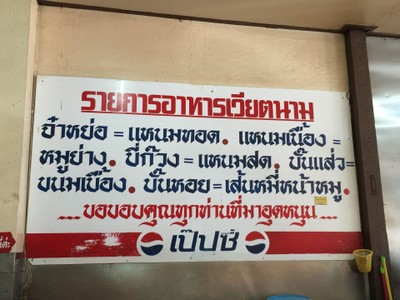 รายการอาหารเวียตนาม
จ๋าหย่อ = แหนมทอด. แหนมเนื้อง =
หมูย่าง. บี่ก๊วง = แหนมสด. บั๊นแส่ว =
ขนมเบื้อง. บั๊นหอย = เส้นหมี่หน้าหมู.
....ขอขอบคุณทุกท่านที่มาอุดหนุน....
เป๊ปซี่